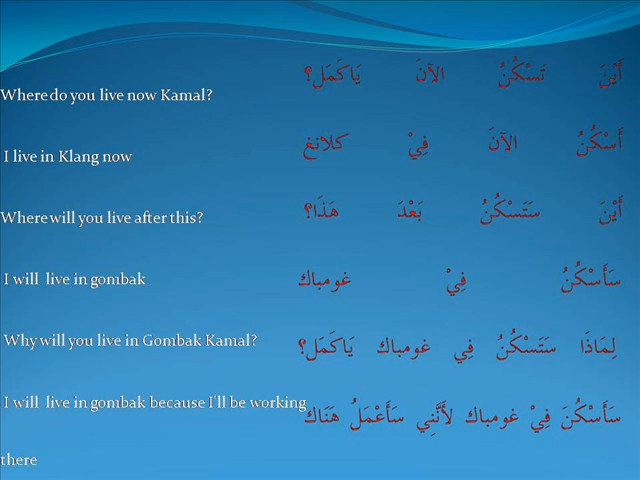 Where do you live now Kamal?
أَيْنَ تَسْكُنُ الآنَ يَاكَمَل؟
I live in Klang now
أَسْكُنُ الآنَ فِيْ كلانغ
Where will you live after this?
أَيْنَ سَتَسْكُنُ بَعْدَ هَذَا؟
I will live in gombak
سَأَسْكُنُ فِيْ غومباك
Why will you live in Gombak Kamal?
لِمَاذَا سَتَسْكُنُ فِي غومباك يَاكَمَل؟
I will live in gombak because I'll be working
there
سَأَسْكُنَ فِيْ غومباك لأَنَّنِي سَأَعْمَلُ هَنَاك